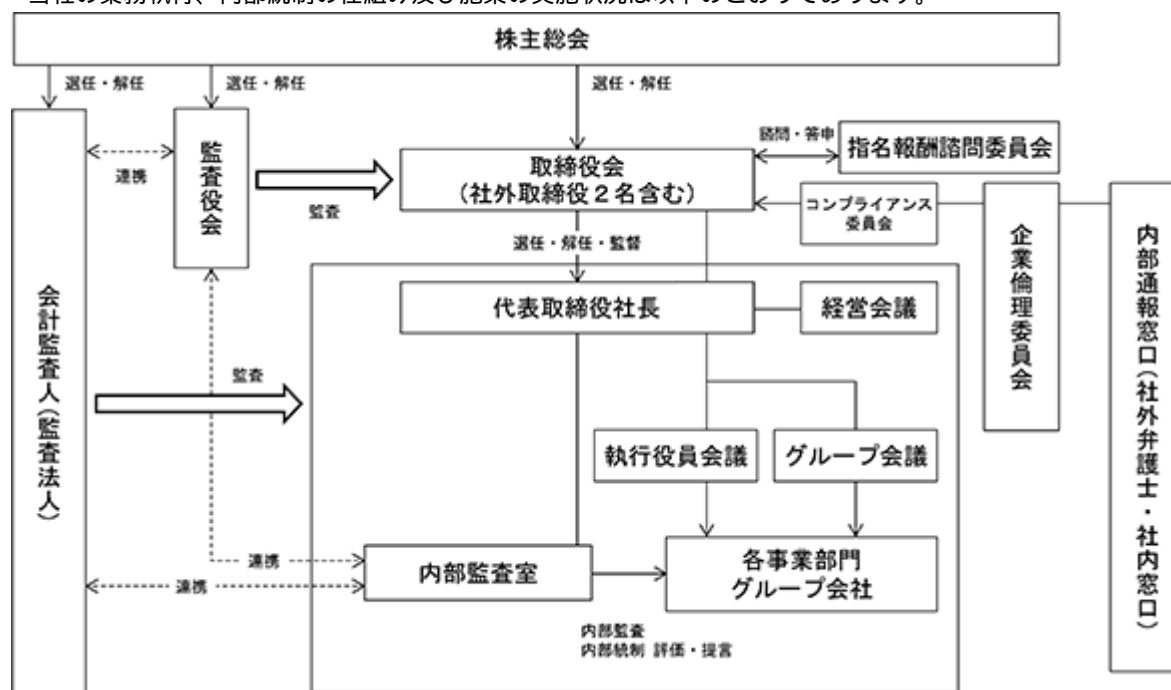 当社の業務執行、内部統制の仕組み及び施策の実施状況は以下のとおりであります。
株主総会
選任・解任
選任・解任
選任・解任
会計監査人(監査法人)
連携
監査役会
監査
取締役会
(社外取締役2名含む)
諮問・答申
指名報酬諮問委員会
コンプライアンス
委員会
企業倫理委員会
内部通報窓口(社外弁護士・社内窓口)
選任・解任・監督
代表取締役社長
経営会議
監査
執行役員会議
グループ会議
連携
連携
内部監査室
各事業部門
グループ会社
内部監査
内部統制 評価・提言